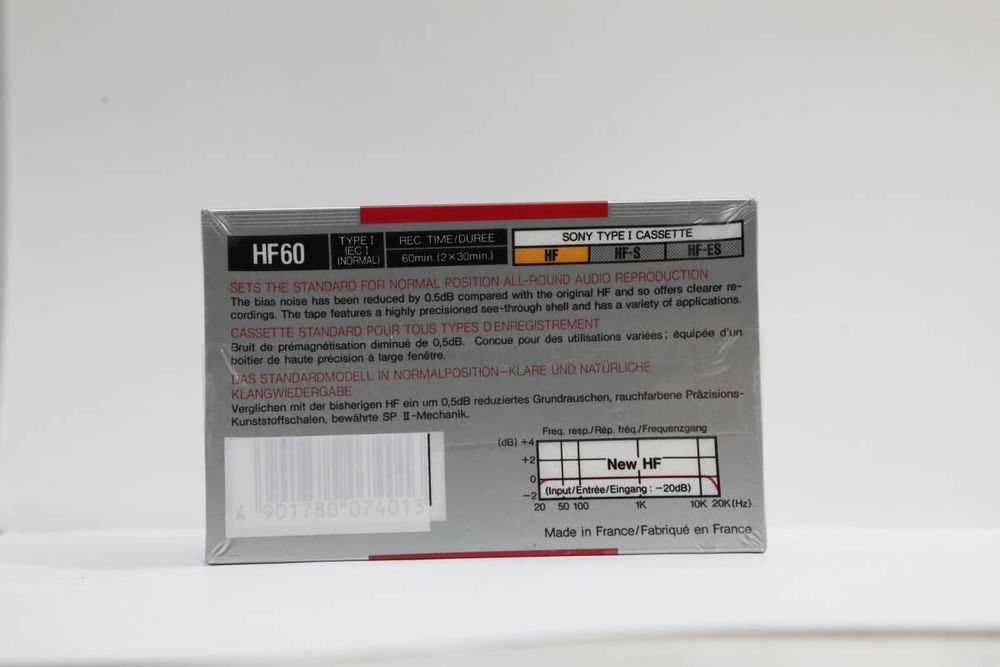 HF60
TYPE I
IEC I
(NORMAL)
REC. TIME/DUREE
60min. (2×30min.)
SONY TYPE I CASSETTE
HF HF-S HF-ES
SETS THE STANDARD FOR NORMAL POSITION ALL-ROUND AUDIO REPRODUCTION
The bias noise has been reduced by 0.5dB compared with the original HF and so offers clearer re-
cordings. The tape features a highly precisioned see-through shell and has a variety of applications.
CASSETTE STANDARD POUR TOUS TYPES D'ENREGISTREMENT
Bruit de prémagnétisation diminué de 0,5dB. Concue pour des utilisations variées; équipée d'un
boîtier de haute précision à large fenêtre.
DAS STANDARDMODELL IN NORMALPOSITION—KLARE UND NATÜRLICHE
KLANGWIEDERGABE
Verglichen mit der bisherigen HF ein um 0,5dB reduziertes Grundrauschen, rauchfarbene Präzisions-
Kunststoffschalen, bewährte SP II-Mechanik.
4 901780 074013
Freq. resp./Rép. fréq./Frequenzgang
(dB) +4
+2
0
-2
New HF
(Input/Entrée/Eingang: -20dB)
20 50 100 1K 10K 20K (Hz)
Made in France/Fabriqué en France